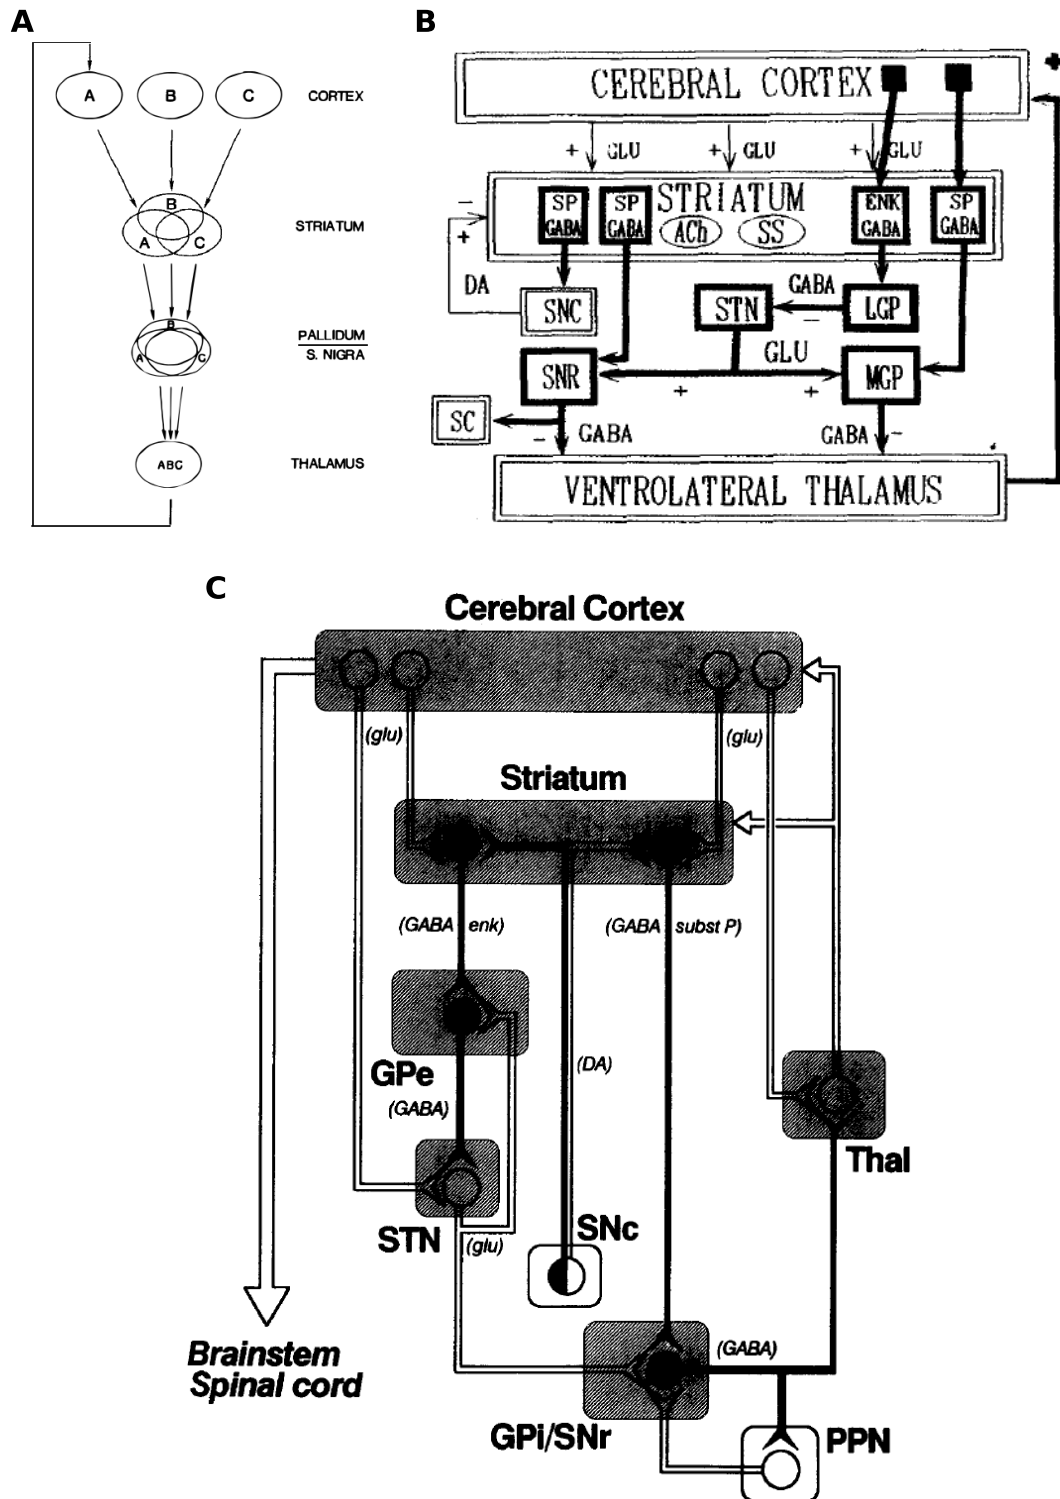 A
A B C CORTEX
B
A C
STRIATUM
B
A C
PALLIDUM
S. NIGRA
ABC
THALAMUS
B
CEREBRAL CORTEX
+
+ GLU + GLU + GLU
STRIATUM
SP GABA
SP GABA
ACh
SS
ENK GABA
SP GABA
−
+
DA
SNC
STN
GABA
−
LGP
SNR
GLU
+ +
MGP
SC
− GABA
GABA −
VENTROLATERAL THALAMUS
C
Cerebral Cortex
(glu) (glu)
Striatum
(GABA enk) (GABA subst P)
GPe
(GABA)
(DA)
Thal
STN
(glu)
SNc
(GABA)
Brainstem
Spinal cord
GPi/SNr
PPN